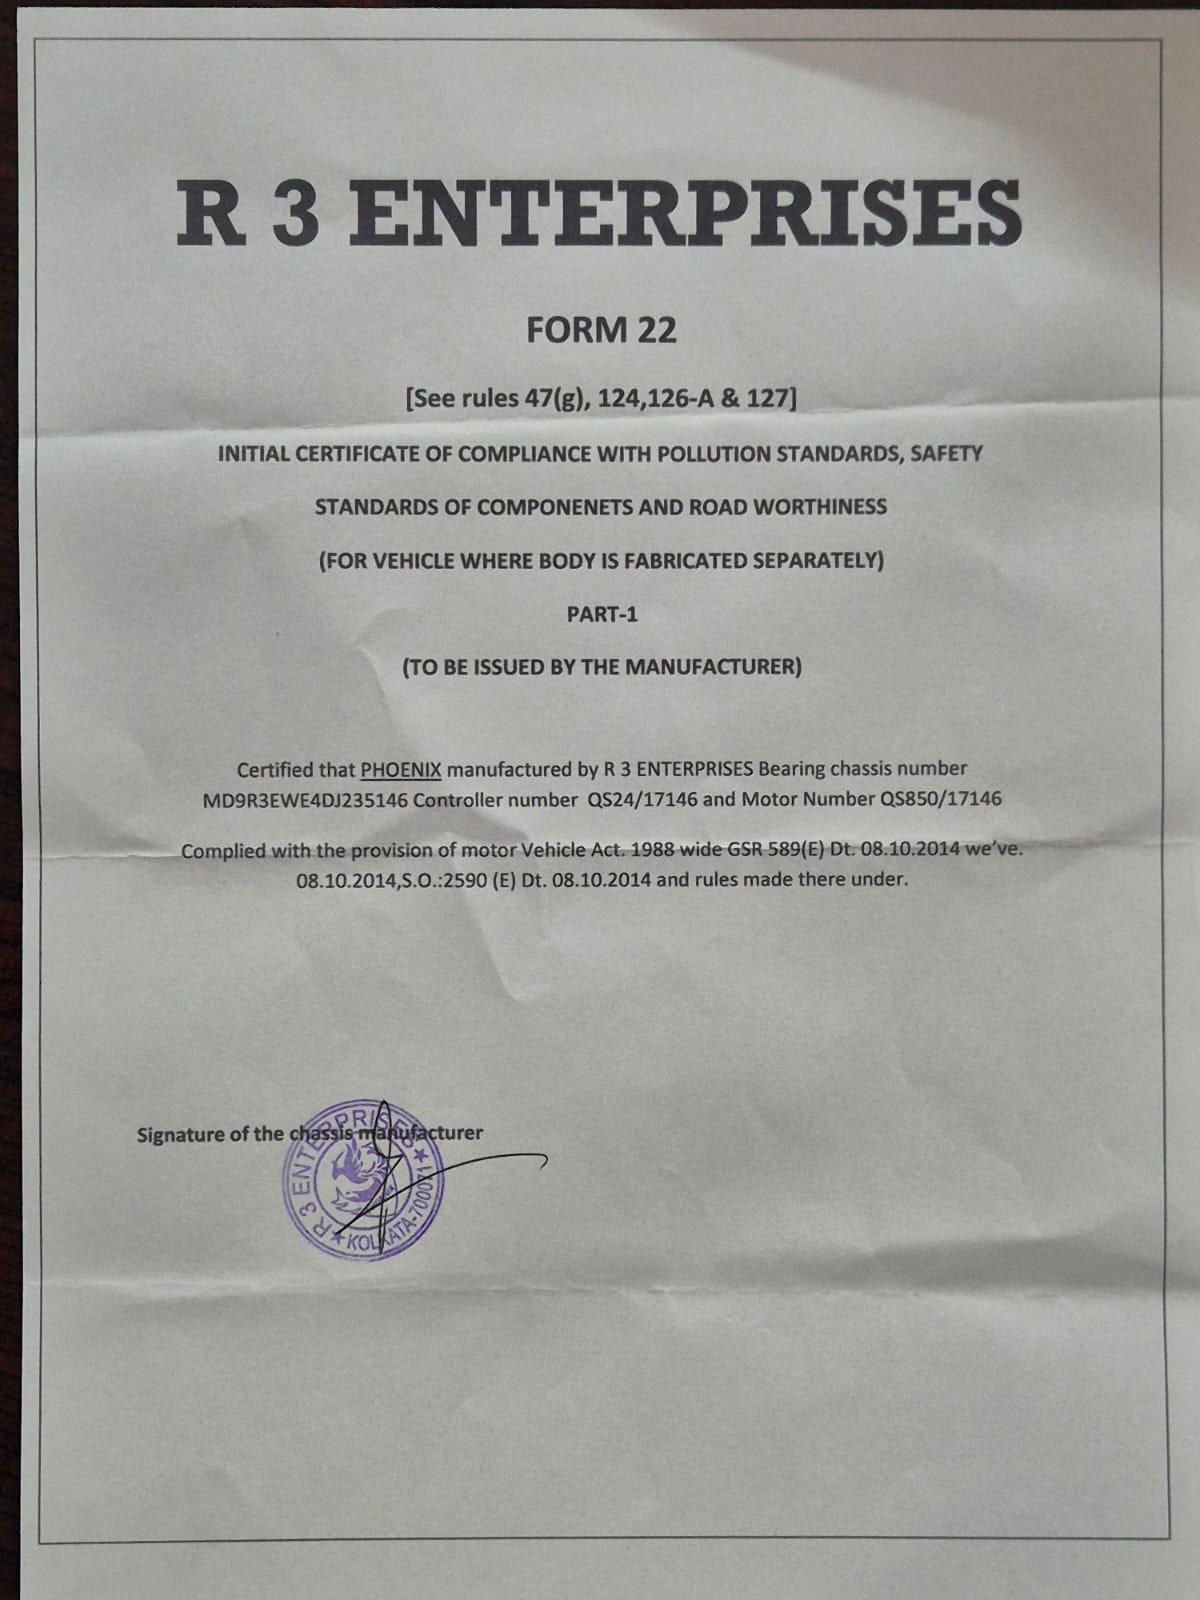 R 3 ENTERPRISES
FORM 22
[See rules 47(g), 124,126-A & 127]
INITIAL CERTIFICATE OF COMPLIANCE WITH POLLUTION STANDARDS, SAFETY
STANDARDS OF COMPONENETS AND ROAD WORTHINESS
(FOR VEHICLE WHERE BODY IS FABRICATED SEPARATELY)
PART-1
(TO BE ISSUED BY THE MANUFACTURER)
Certified that PHOENIX manufactured by R 3 ENTERPRISES Bearing chassis number
MD9R3EWE4DJ235146 Controller number QS24/17146 and Motor Number QS850/17146
Complied with the provision of motor Vehicle Act. 1988 wide GSR 589(E) Dt. 08.10.2014 we've.
08.10.2014,S.O.:2590 (E) Dt. 08.10.2014 and rules made there under.
Signature of the chassis manufacturer
R 3 ENTERPRISES
KOLKATA-700071